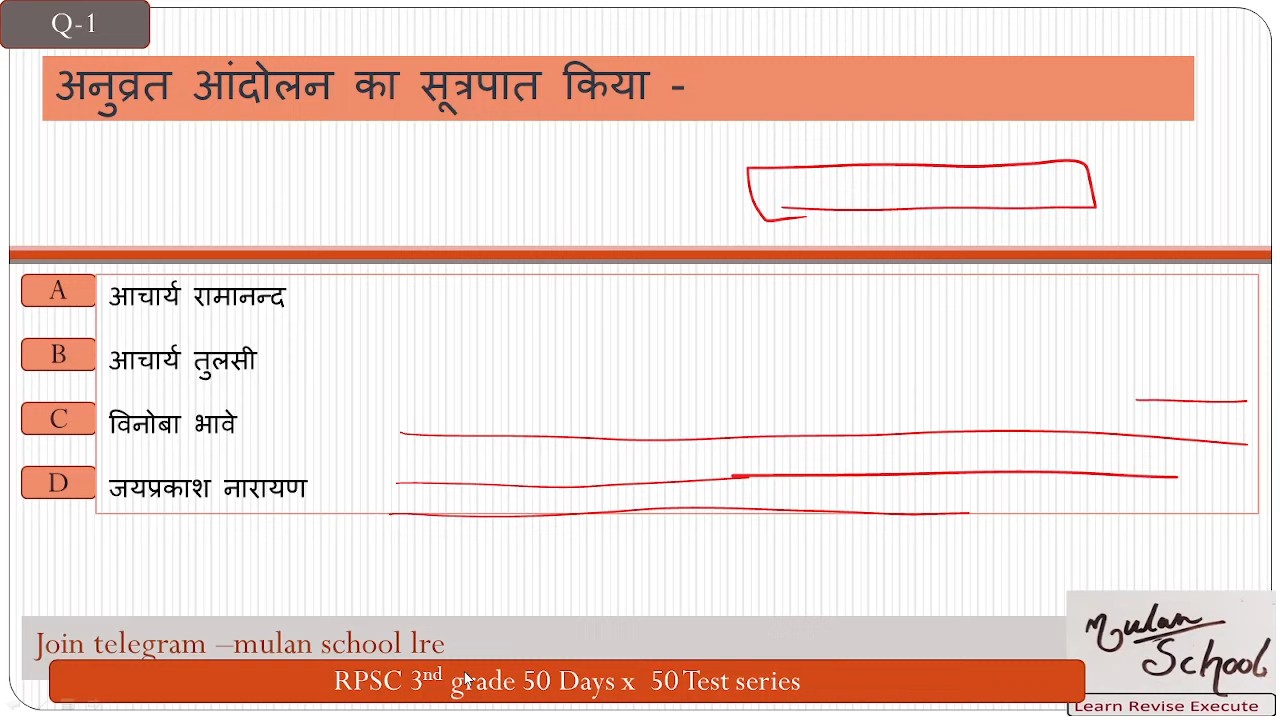 Q-1
अनुव्रत आंदोलन का सूत्रपात किया -
A आचार्य रामानन्द
B आचार्य तुलसी
C विनोबा भावे
D जयप्रकाश नारायण
Join telegram –mulan school lre
RPSC 3nd grade 50 Days x 50 Test series
Mulan
School
Learn Revise Execute